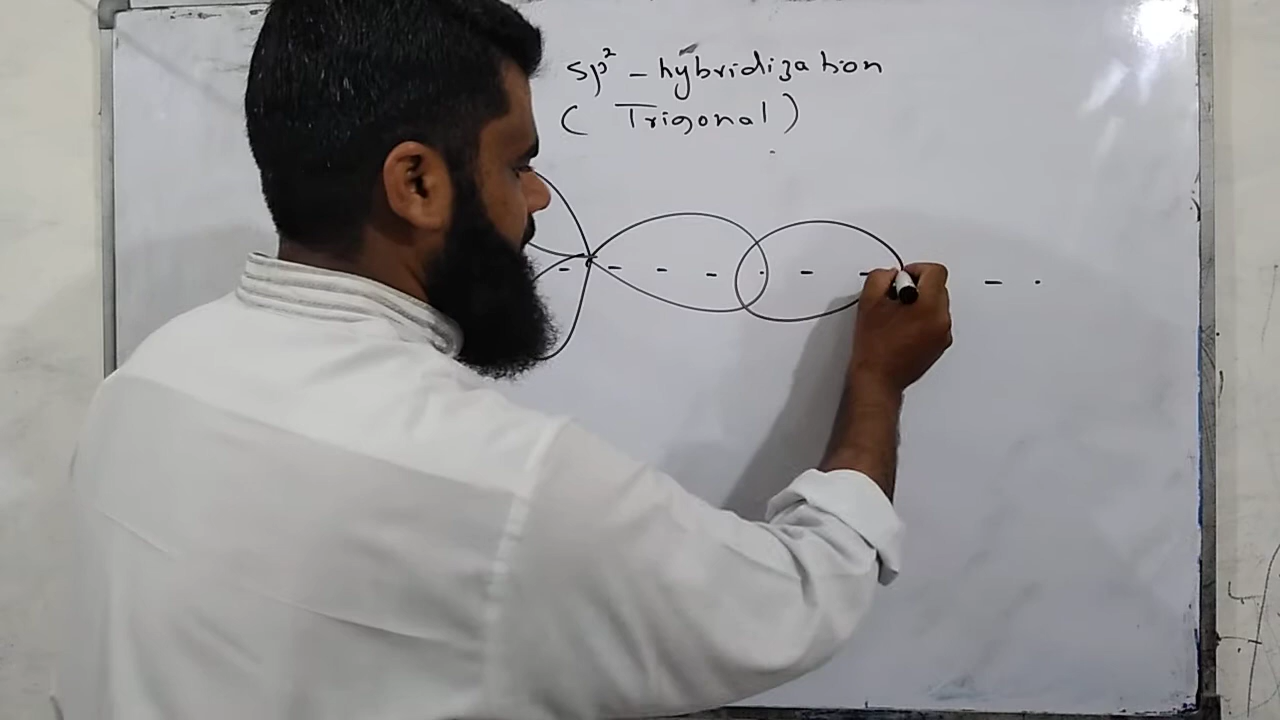 sp² - hybridization
( Trigonal )